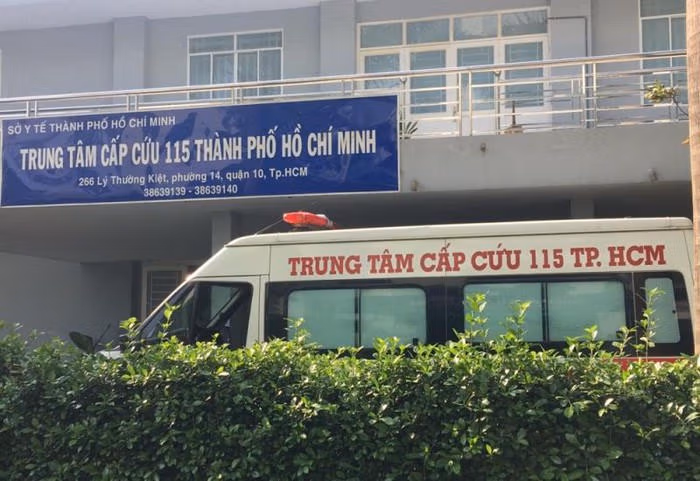 SỞ Y TẾ THÀNH PHỐ HỒ CHÍ MINH
TRUNG TÂM CẤP CỨU 115 THÀNH PHỐ HỒ CHÍ MINH
266 Lý Thường Kiệt, phường 14, quận 10, Tp.HCM
38639139 - 38639140
TRUNG TÂM CẤP CỨU 115 TP. HCM